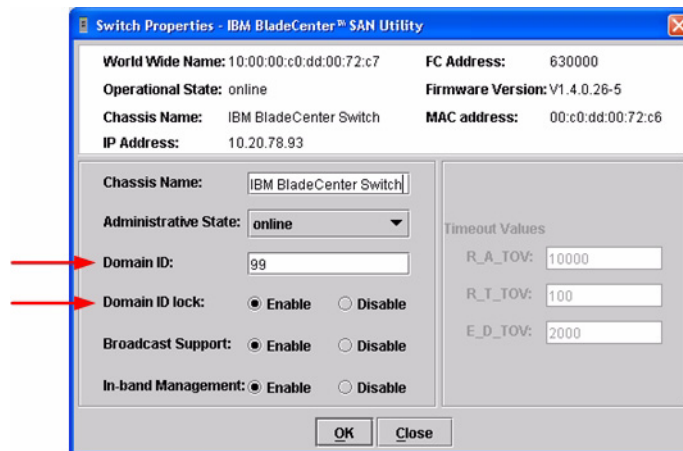 Switch Properties - IBM BladeCenter™ SAN Utility
World Wide Name: 10:00:00:c0:dd:00:72:c7 FC Address: 630000
Operational State: online Firmware Version: V1.4.0.26-5
Chassis Name: IBM BladeCenter Switch MAC address: 00:c0:dd:00:72:c6
IP Address: 10.20.78.93
Chassis Name: IBM BladeCenter Switch
Administrative State: online
Timeout Values
Domain ID: 99 R_A_TOV: 10000
Domain ID lock: Enable Disable R_T_TOV: 100
Broadcast Support: Enable Disable E_D_TOV: 2000
In-band Management: Enable Disable
OK Close